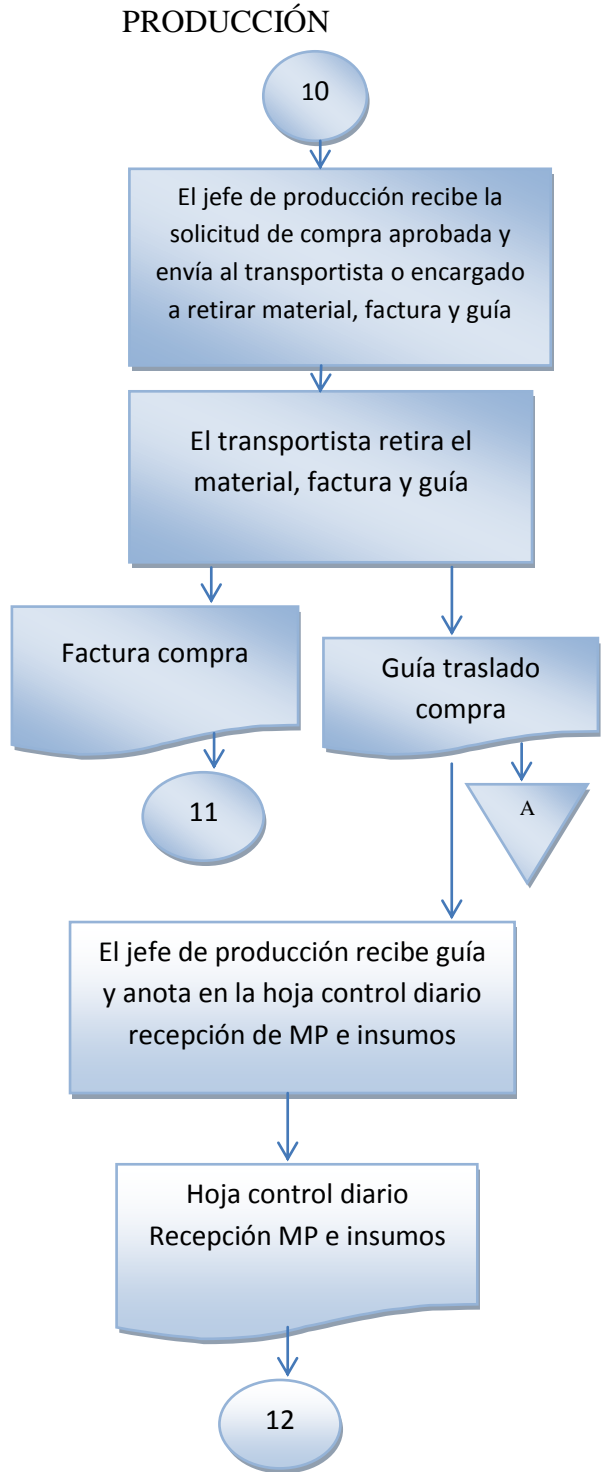 PRODUCCIÓN
10
El jefe de producción recibe la
solicitud de compra aprobada y
envía al transportista o encargado
a retirar material, factura y guía
El transportista retira el
material, factura y guía
Factura compra
Guía traslado
compra
11
A
El jefe de producción recibe guía
y anota en la hoja control diario
recepción de MP e insumos
Hoja control diario
Recepción MP e insumos
12